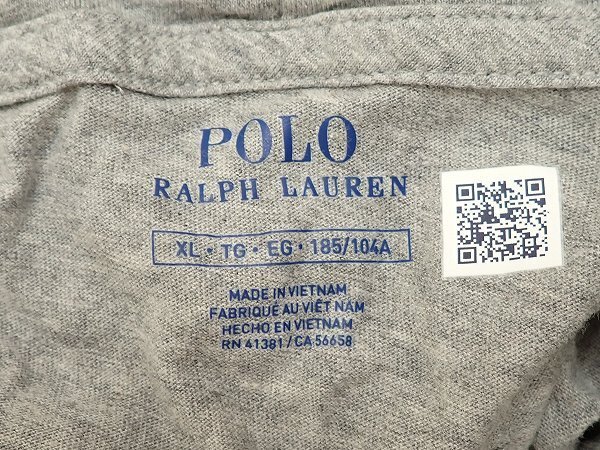 POLO
RALPH LAUREN
XL • TG • EG • 185/104A
MADE IN VIETNAM
FABRIQUÉ AU VIÊT NAM
HECHO EN VIETNAM
RN 41381/CA 56658